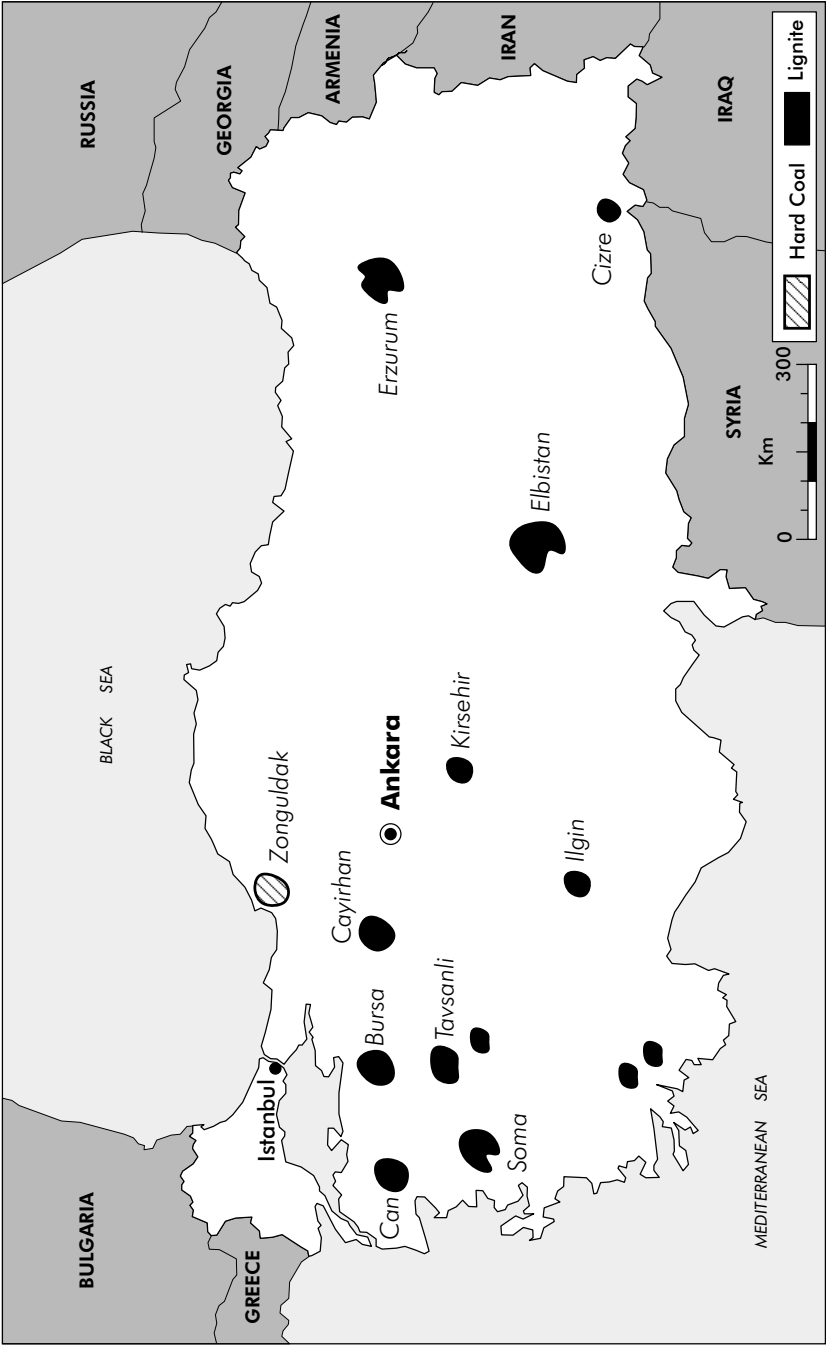 BULGARIA
GREECE
BLACK SEA
RUSSIA
GEORGIA
ARMENIA
IRAN
Istanbul
Zonguldak
Can
Bursa
Cayirhan
Ankara
Erzurum
Tavsanli
Kirsehir
Soma
Elbistan
Ilgin
Cizre
MEDITERRANEAN SEA
SYRIA
IRAQ
Km
0
300
Hard Coal
Lignite